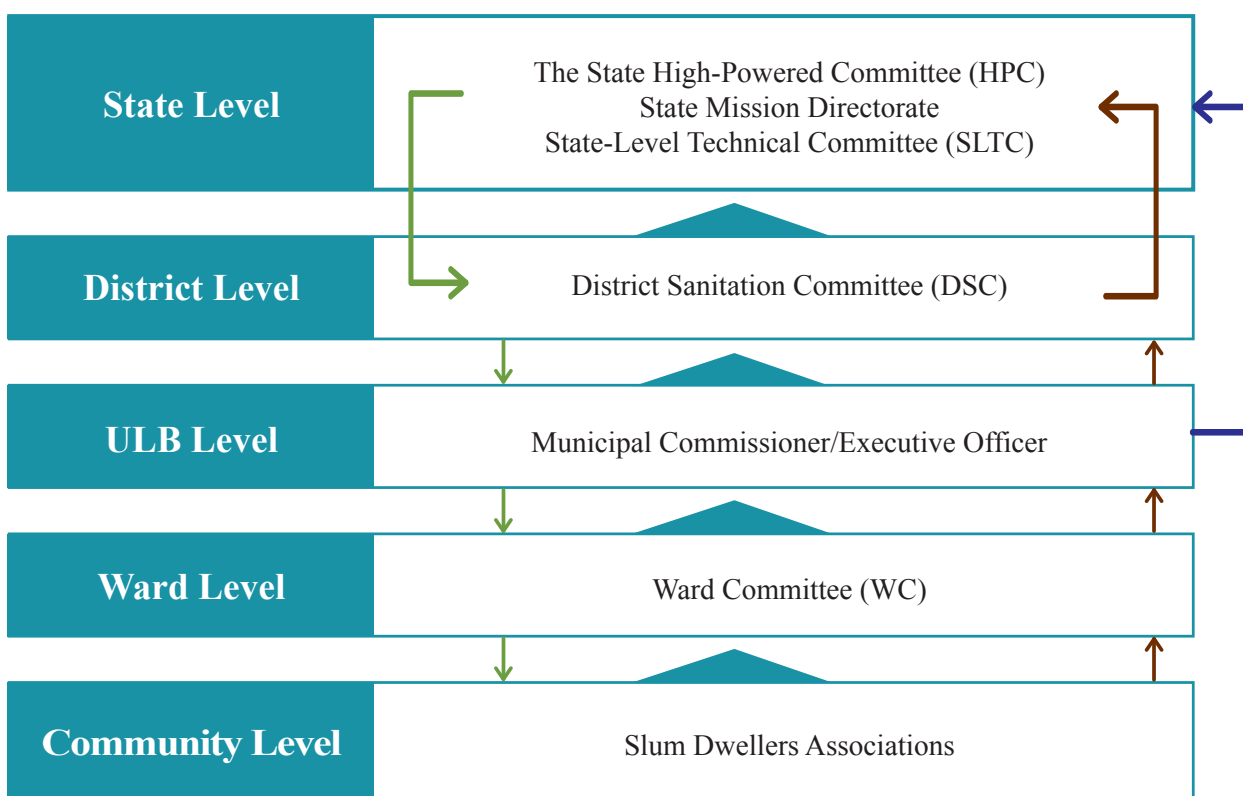 State Level
The State High-Powered Committee (HPC)
State Mission Directorate
State-Level Technical Committee (SLTC)
District Level
District Sanitation Committee (DSC)
ULB Level
Municipal Commissioner/Executive Officer
Ward Level
Ward Committee (WC)
Community Level
Slum Dwellers Associations